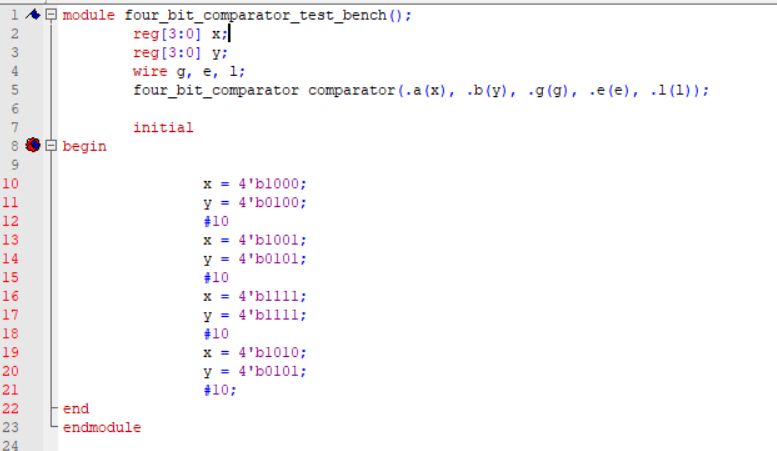 1 module four_bit_comparator_test_bench();
2 reg[3:0] x;
3 reg[3:0] y;
4 wire g, e, l;
5 four_bit_comparator comparator(.a(x), .b(y), .g(g), .e(e), .l(l));
6
7 initial
8 begin
9
10 x = 4'b1000;
11 y = 4'b0100;
12 #10
13 x = 4'b1001;
14 y = 4'b0101;
15 #10
16 x = 4'b1111;
17 y = 4'b1111;
18 #10
19 x = 4'b1010;
20 y = 4'b0101;
21 #10;
22 end
23 endmodule
24